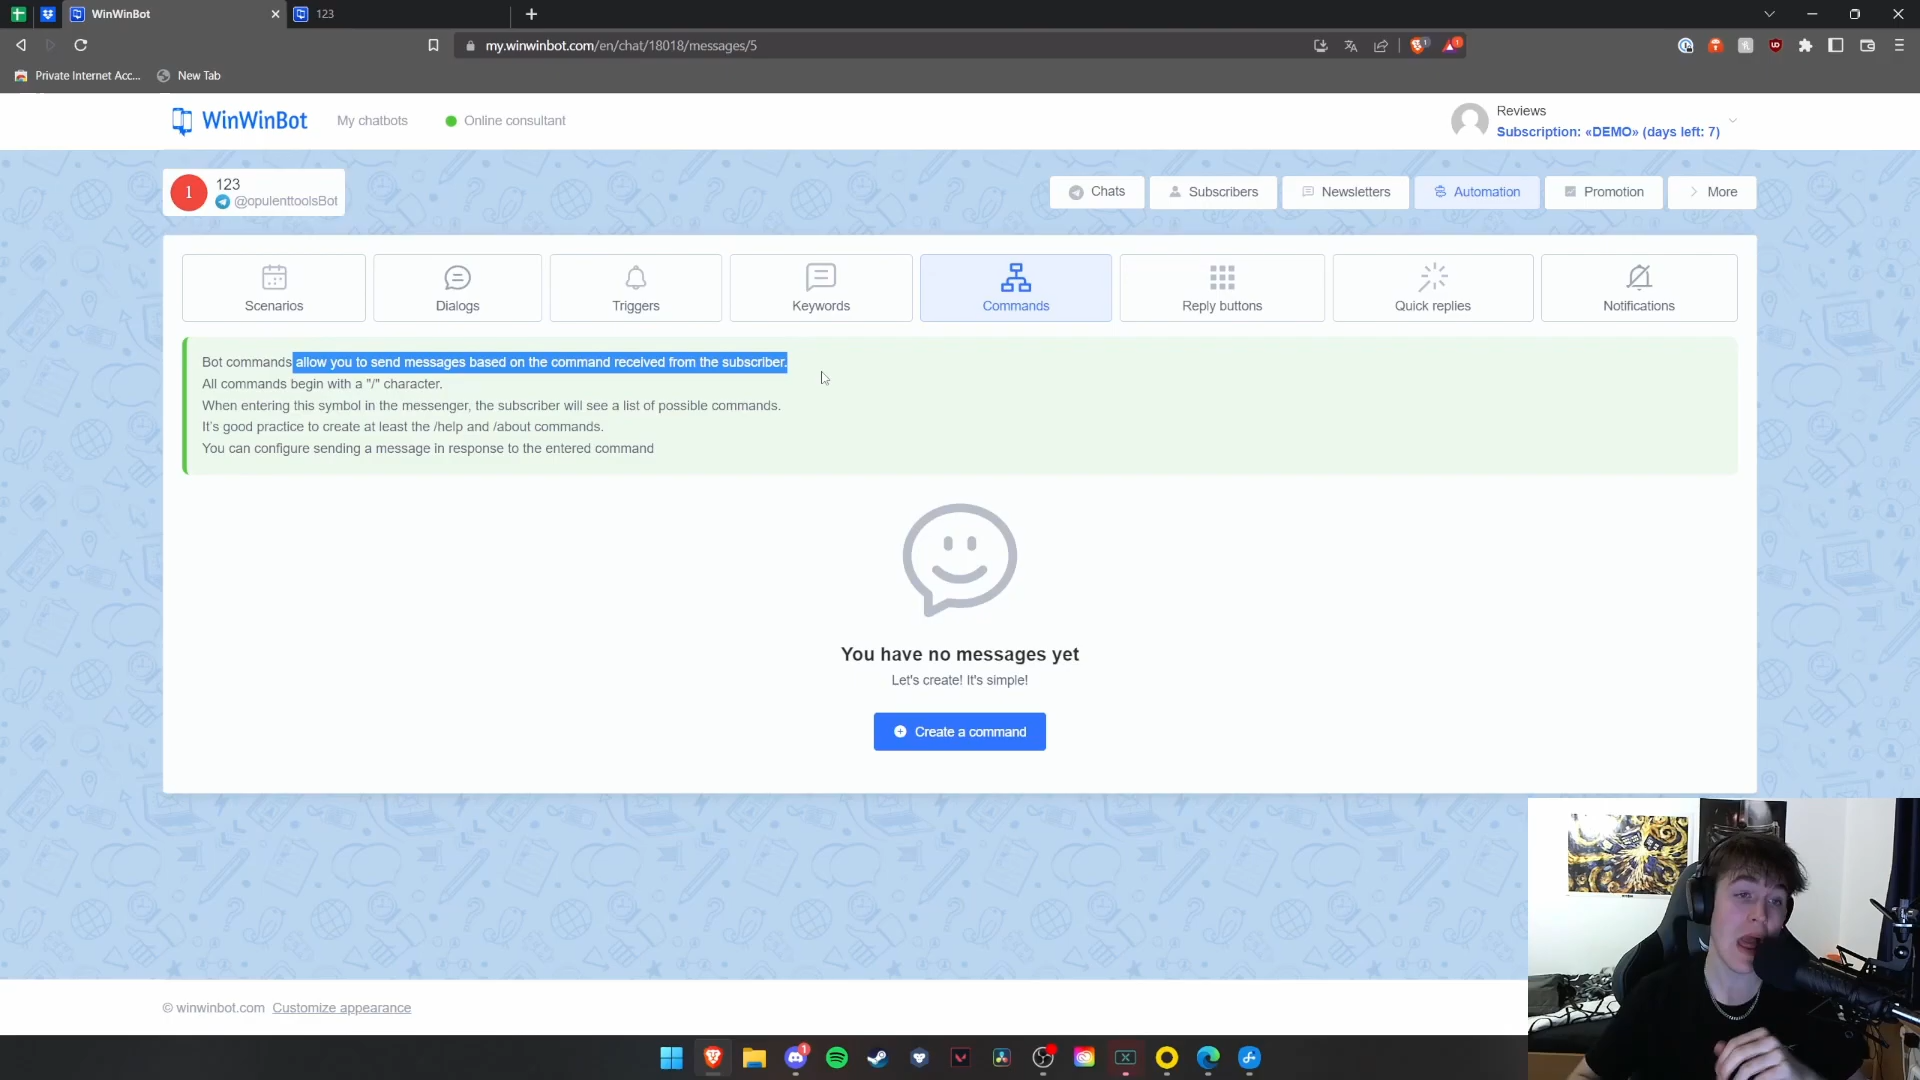 WinWinBot
123
my.winwinbot.com/en/chat/18018/messages/5
Private Internet Acc...
New Tab
WinWinBot
My chatbots
Online consultant
Reviews
Subscription: «DEMO» (days left: 7)
1
123
@opulenttoolsBot
Chats
Subscribers
Newsletters
Automation
Promotion
More
Scenarios
Dialogs
Triggers
Keywords
Commands
Reply buttons
Quick replies
Notifications
Bot commands allow you to send messages based on the command received from the subscriber.
All commands begin with a "/" character.
When entering this symbol in the messenger, the subscriber will see a list of possible commands.
It's good practice to create at least the /help and /about commands.
You can configure sending a message in response to the entered command
You have no messages yet
Let's create! It's simple!
Create a command
© winwinbot.com Customize appearance